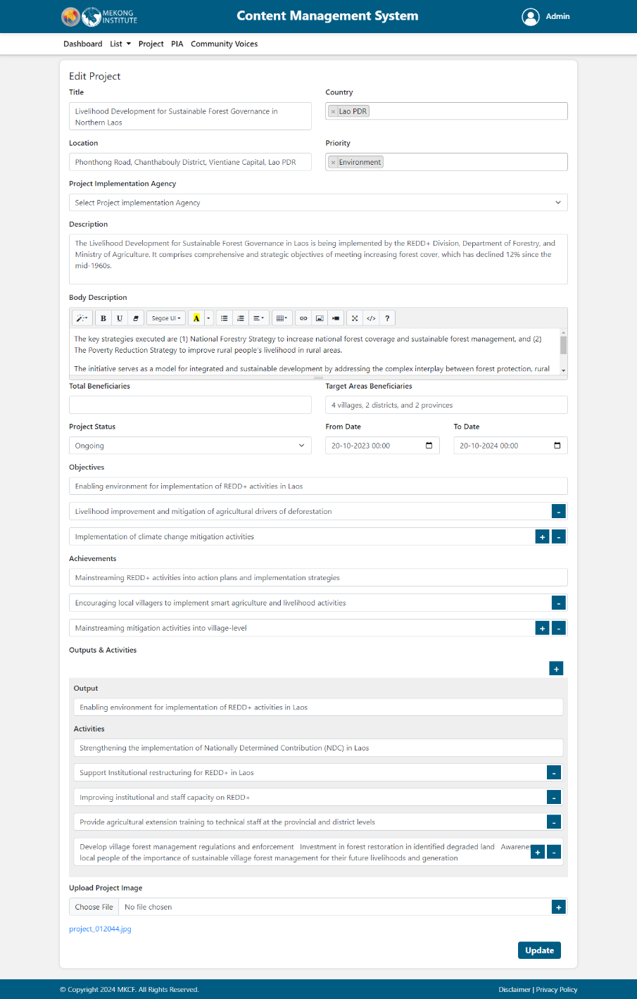 MEKONG
INSTITUTE
Content Management System
Admin
Dashboard List Project PIA Community Voices
Edit Project
Title
Country
Livelihood Development for Sustainable Forest Governance in
Northern Laos
× Lao PDR
Location
Priority
Phonthong Road, Chanthabouly District, Vientiane Capital, Lao PDR
× Environment
Project Implementation Agency
Select Project implementation Agency
Description
The Livelihood Development for Sustainable Forest Governance in Laos is being implemented by the REDD+ Division, Department of Forestry, and
Ministry of Agriculture. It comprises comprehensive and strategic objectives of meeting increasing forest cover, which has declined 12% since the
mid-1960s.
Body Description
B U Segoe UI A </> ?
The key strategies executed are (1) National Forestry Strategy to increase national forest coverage and sustainable forest management, and (2)
The Poverty Reduction Strategy to improve rural people's livelihood in rural areas.
The initiative serves as a model for integrated and sustainable development by addressing the complex interplay between forest protection, rural
Total Beneficiaries
Target Areas Beneficiaries
4 villages, 2 districts, and 2 provinces
Project Status
From Date
To Date
Ongoing
20-10-2023 00:00
20-10-2024 00:00
Objectives
Enabling environment for implementation of REDD+ activities in Laos
Livelihood improvement and mitigation of agricultural drivers of deforestation
-
Implementation of climate change mitigation activities
+ -
Achievements
Mainstreaming REDD+ activities into action plans and implementation strategies
Encouraging local villagers to implement smart agriculture and livelihood activities
-
Mainstreaming mitigation activities into village-level
+ -
Outputs & Activities
+
Output
Enabling environment for implementation of REDD+ activities in Laos
Activities
Strengthening the implementation of Nationally Determined Contribution (NDC) in Laos
Support Institutional restructuring for REDD+ in Laos
-
Improving institutional and staff capacity on REDD+
-
Provide agricultural extension training to technical staff at the provincial and district levels
-
Develop village forest management regulations and enforcement Investment in forest restoration in identified degraded land Awarene
local people of the importance of sustainable village forest management for their future livelihoods and generation
+ -
Upload Project Image
Choose File No file chosen
+
project_012044.jpg
Update
© Copyright 2024 MKCF. All Rights Reserved.
Disclaimer | Privacy Policy